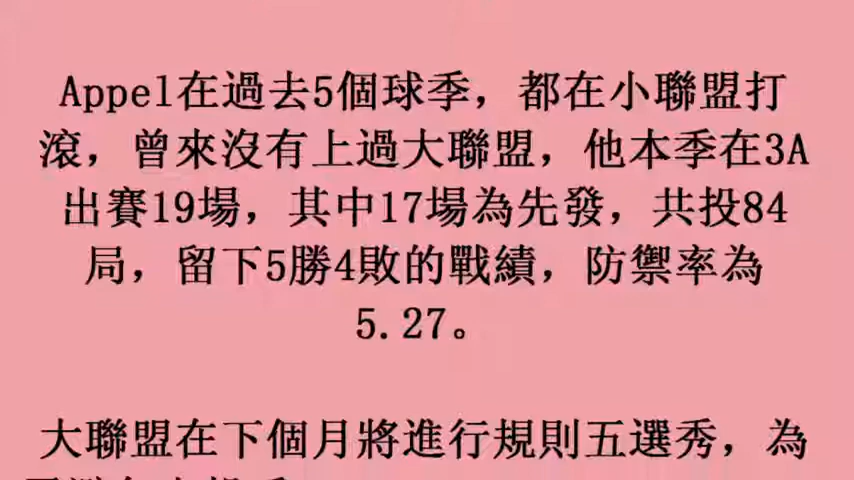 Appel在過去5個球季，都在小聯盟打
滾，曾來沒有上過大聯盟，他本季在3A
出賽19場，其中17場為先發，共投84
局，留下5勝4敗的戰績，防禦率為
5.27。
大聯盟在下個月將進行規則五選秀，為